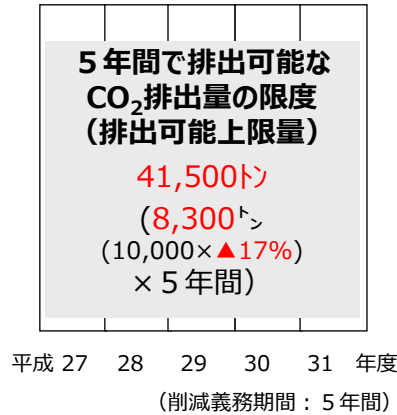 ５年間で排出可能な
CO2排出量の限度
（排出可能上限量）
41,500㌧
(8,300㌧
(10,000×▲17%)
×５年間）
平成 27 28 29 30 31 年度
（削減義務期間：５年間）